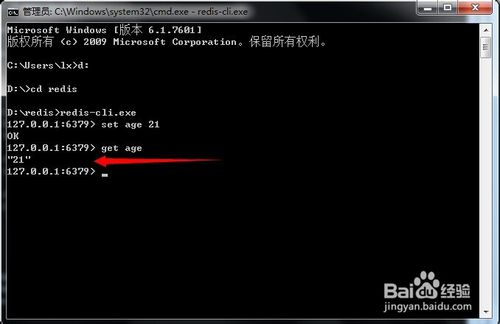 管理员: C:\Windows\system32\cmd.exe - redis-cli.exe
Microsoft Windows [版本 6.1.7601]
版权所有 (c) 2009 Microsoft Corporation。保留所有权利。
C:\Users\lx>d:
D:\>cd redis
D:\redis>redis-cli.exe
127.0.0.1:6379> set age 21
OK
127.0.0.1:6379> get age
"21"
127.0.0.1:6379>
Baidu 经验
jingyan.baidu.com